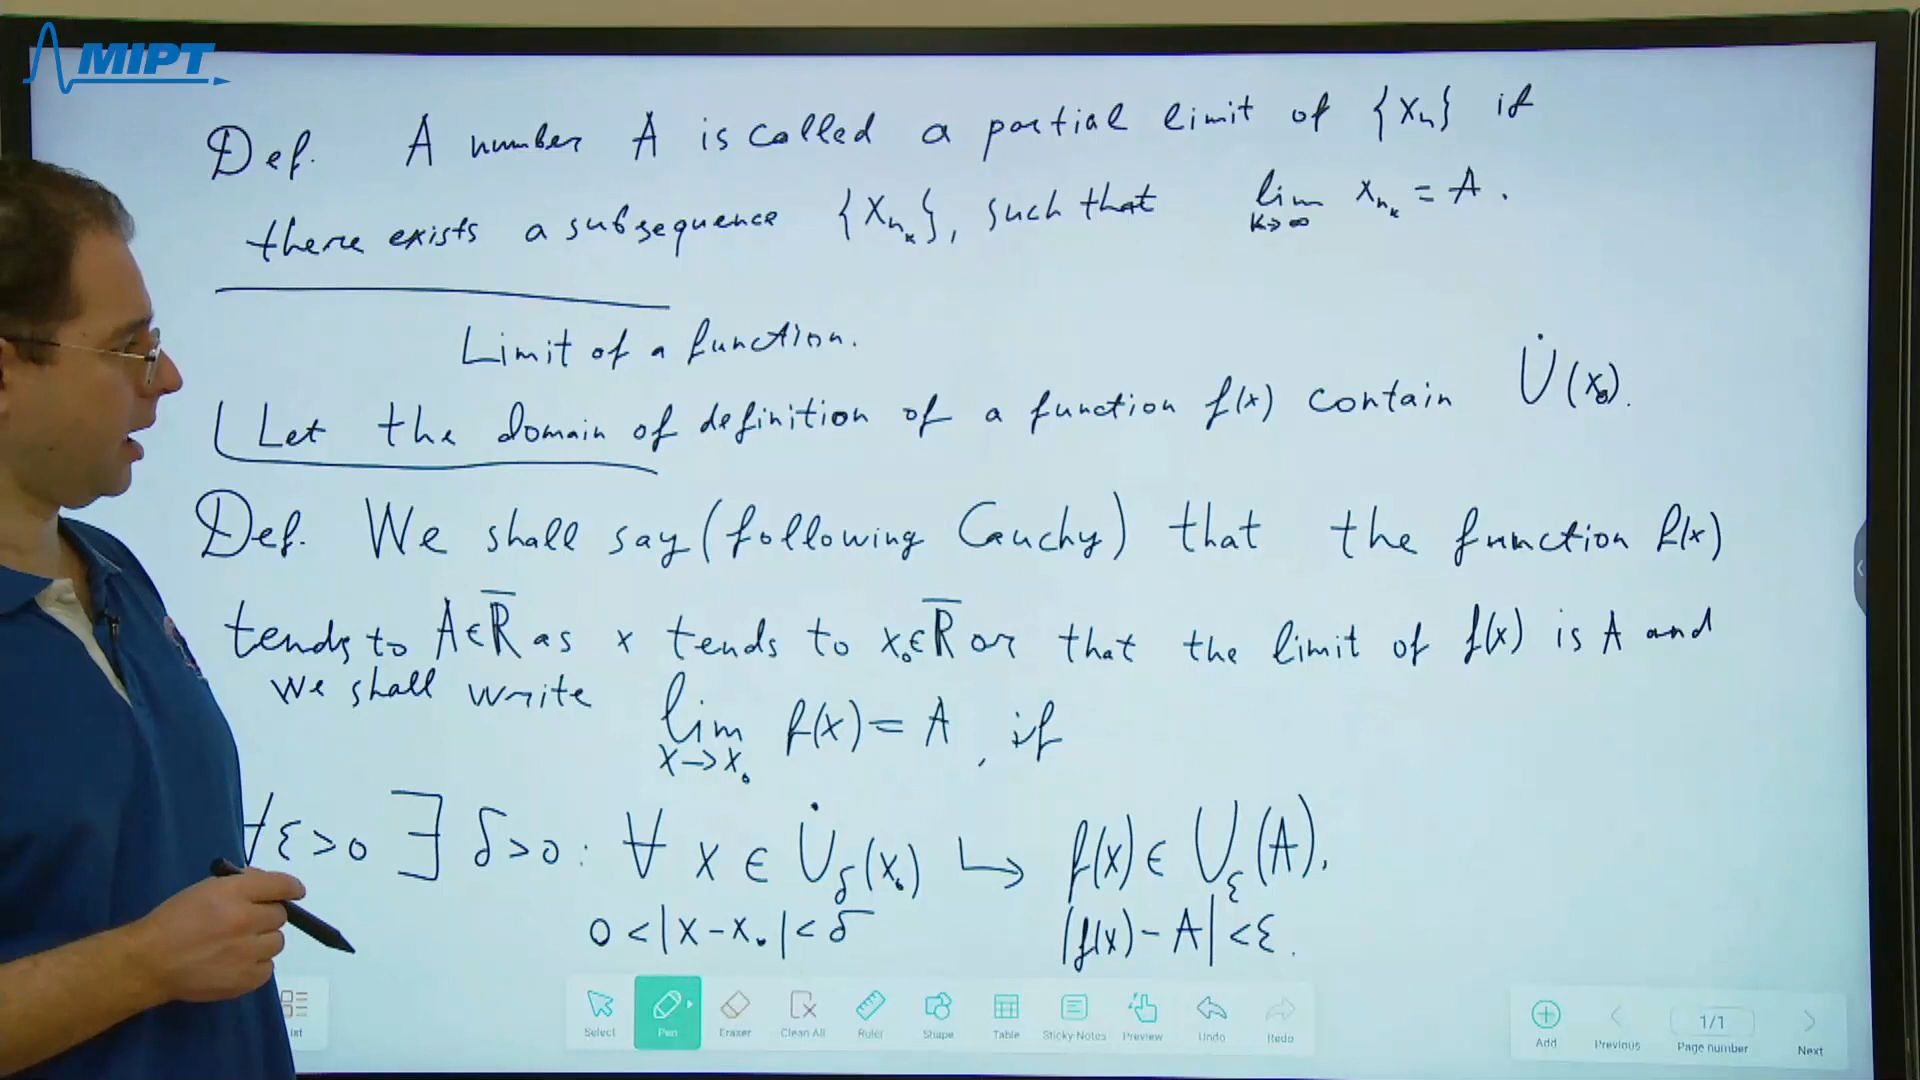 MIPT
Def. A number A is called a partial limit of {xₙ} if
there exists a subsequence {xₙₖ}, such that lim xₙₖ = A.
k→∞
Limit of a function.
Let the domain of definition of a function f(x) contain U̇(x₀).
Def. We shall say (following Cauchy) that the function f(x)
tends to A∈R̅ as x tends to x₀∈R̅ or that the limit of f(x) is A and
we shall write lim f(x) = A, if
x→x₀
∀ε>0 ∃ δ>0: ∀ x ∈ U̇_δ(x₀) ↪ f(x) ∈ U_ε(A).
0<|x-x₀|<δ |f(x)-A|<ε.
Select Pen Eraser Clean All Ruler Shape Table Sticky Notes Preview Undo Redo
Add Previous 1/1 Page number Next